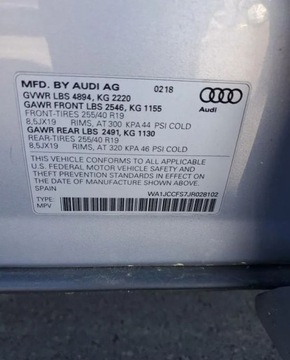 MFD. BY AUDI AG 0218
GVWR LBS 4894, KG 2220
GAWR FRONT LBS 2546, KG 1155
FRONT-TIRES 255/40 R19
8,5JX19 RIMS, AT 300 KPA 44 PSI COLD
GAWR REAR LBS 2491, KG 1130
REAR-TIRES 255/40 R19
8,5JX19 RIMS, AT 320 KPA 46 PSI COLD
THIS VEHICLE CONFORMS TO ALL APPLICABLE
U.S. FEDERAL MOTOR VEHICLE SAFETY AND
THEFT PREVENTION STANDARDS IN EFFECT ON
THE DATE OF MANUFACTURE SHOWN ABOVE.
SPAIN
WA1JCCFS7JR028102
TYPE:
Audi